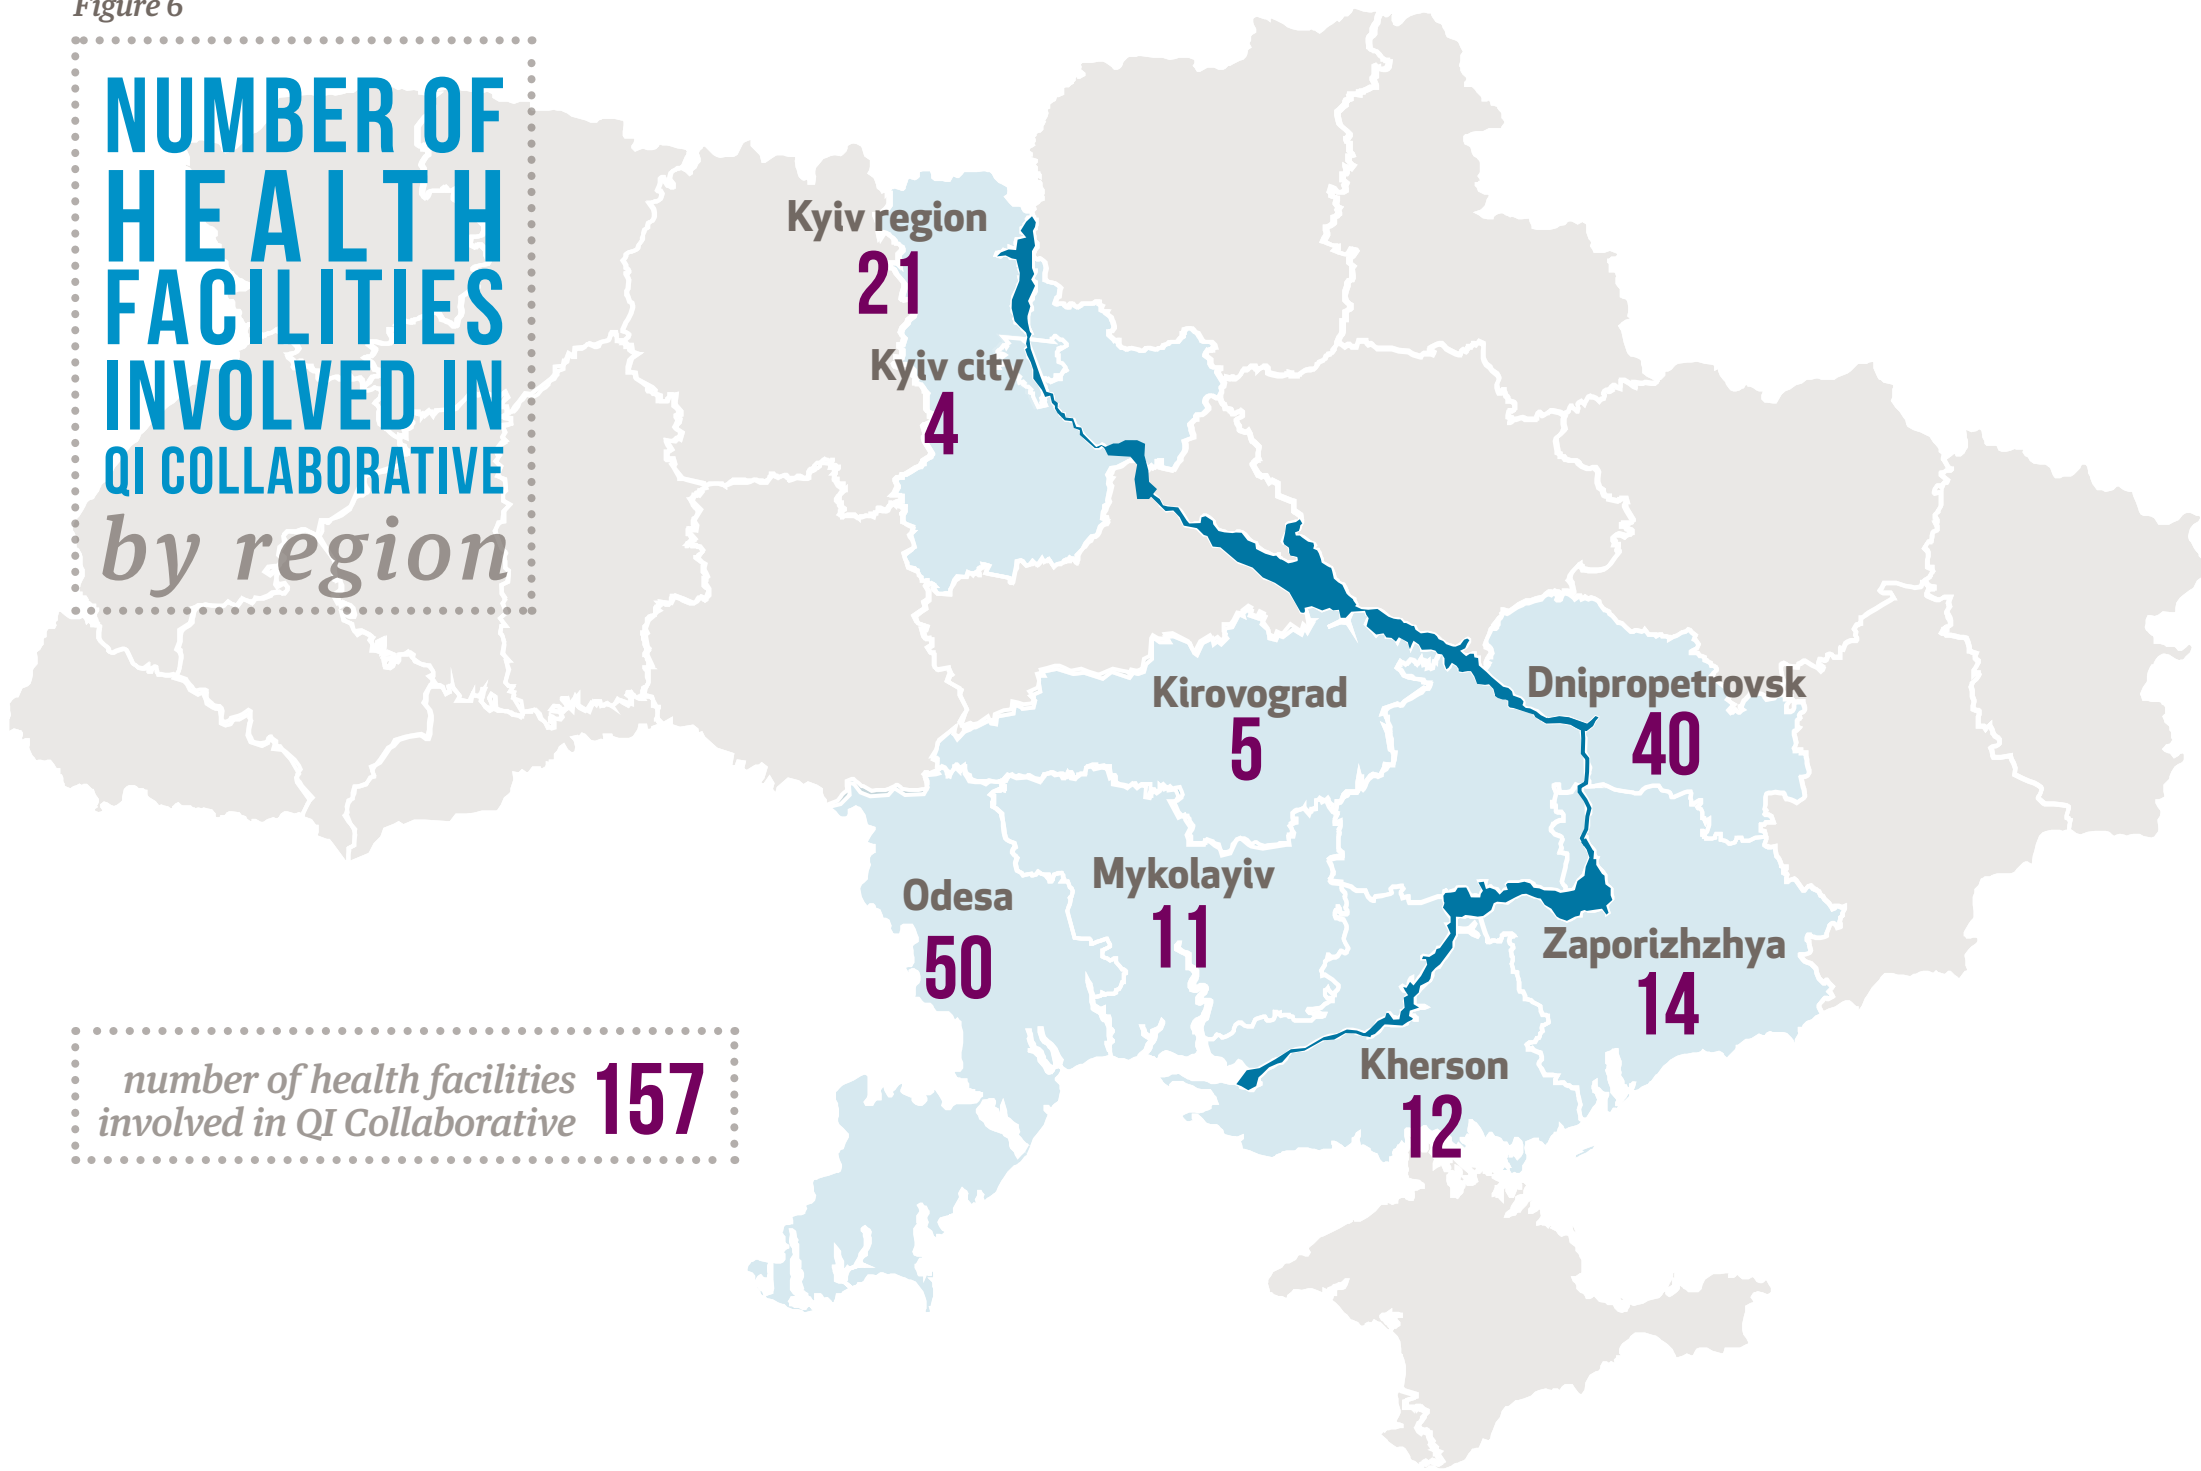 Figure 6
NUMBER OF
HEALTH
FACILITIES
INVOLVED IN
QI COLLABORATIVE
by region
Kyiv region
21
Kyiv city
4
Kirovograd
5
Dnipropetrovsk
40
Odesa
50
Mykolayiv
11
Zaporizhzhya
14
Kherson
12
number of health facilities
involved in QI Collaborative
157